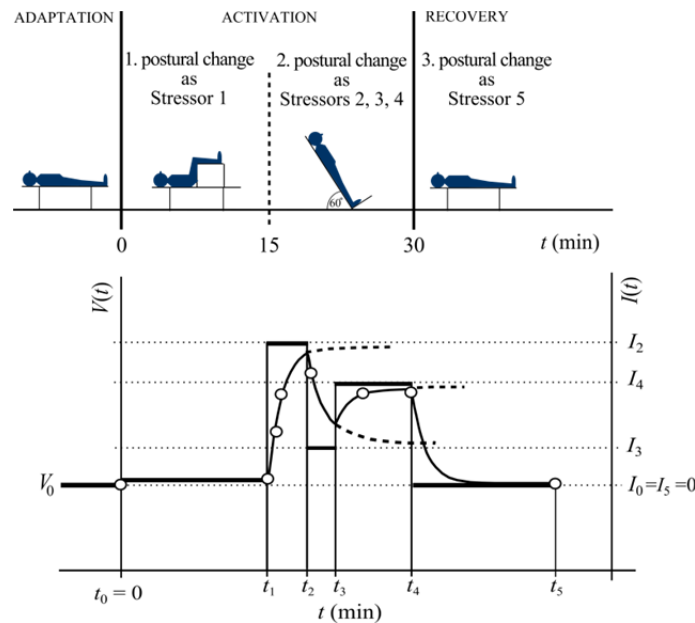 ADAPTATION ACTIVATION RECOVERY
1. postural change 2. postural change 3. postural change
as as as
Stressor 1 Stressors 2, 3, 4 Stressor 5
60°
0 15 30 t (min)
V(t) I(t)
I₂
I₄
I₃
V₀ I₀=I₅=0
t₀ = 0 t₁ t₂ t₃ t₄ t₅
t (min)